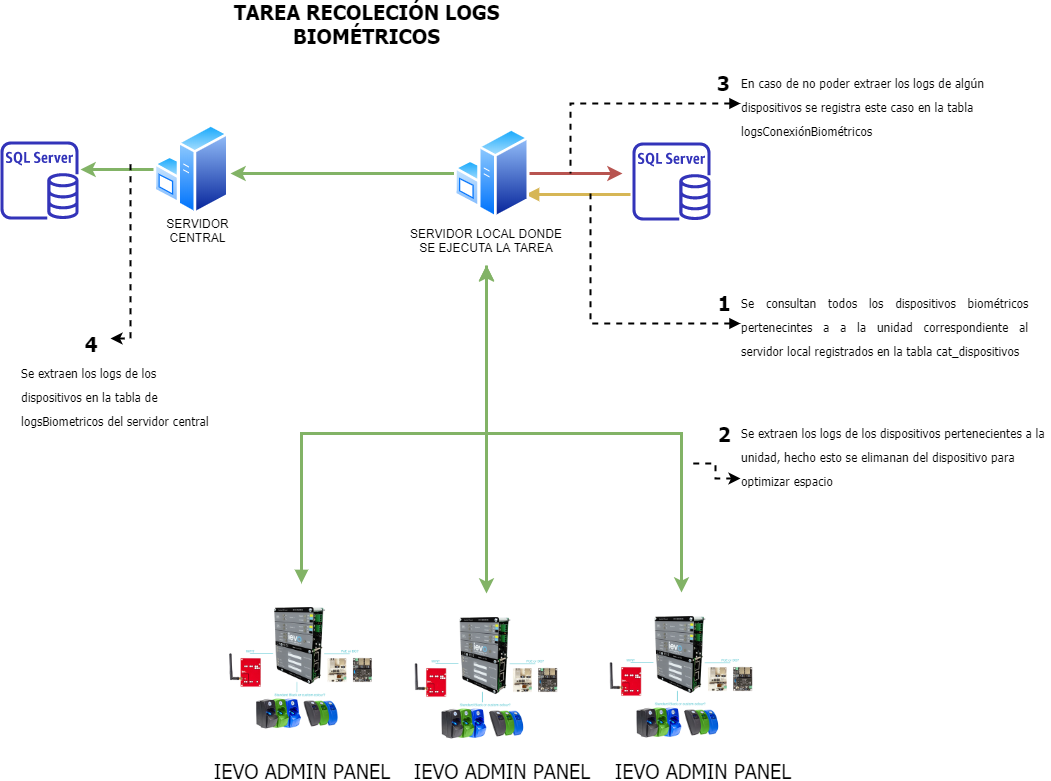 TAREA RECOLECIÓN LOGS
BIOMÉTRICOS
3
En caso de no poder extraer los logs de algún
dispositivos se registra este caso en la tabla
logsConexiónBiométricos
SQL Server
SERVIDOR
CENTRAL
SERVIDOR LOCAL DONDE
SE EJECUTA LA TAREA
SQL Server
1
Se consultan todos los dispositivos biométricos
pertenecintes a a la unidad correspondiente al
servidor local registrados en la tabla cat_dispositivos
4
Se extraen los logs de los
dispositivos en la tabla de
logsBiometricos del servidor central
2
Se extraen los logs de los dispositivos pertenecientes a la
unidad, hecho esto se elimanan del dispositivo para
optimizar espacio
ievo
ievo
ievo
IEVO ADMIN PANEL
IEVO ADMIN PANEL
IEVO ADMIN PANEL